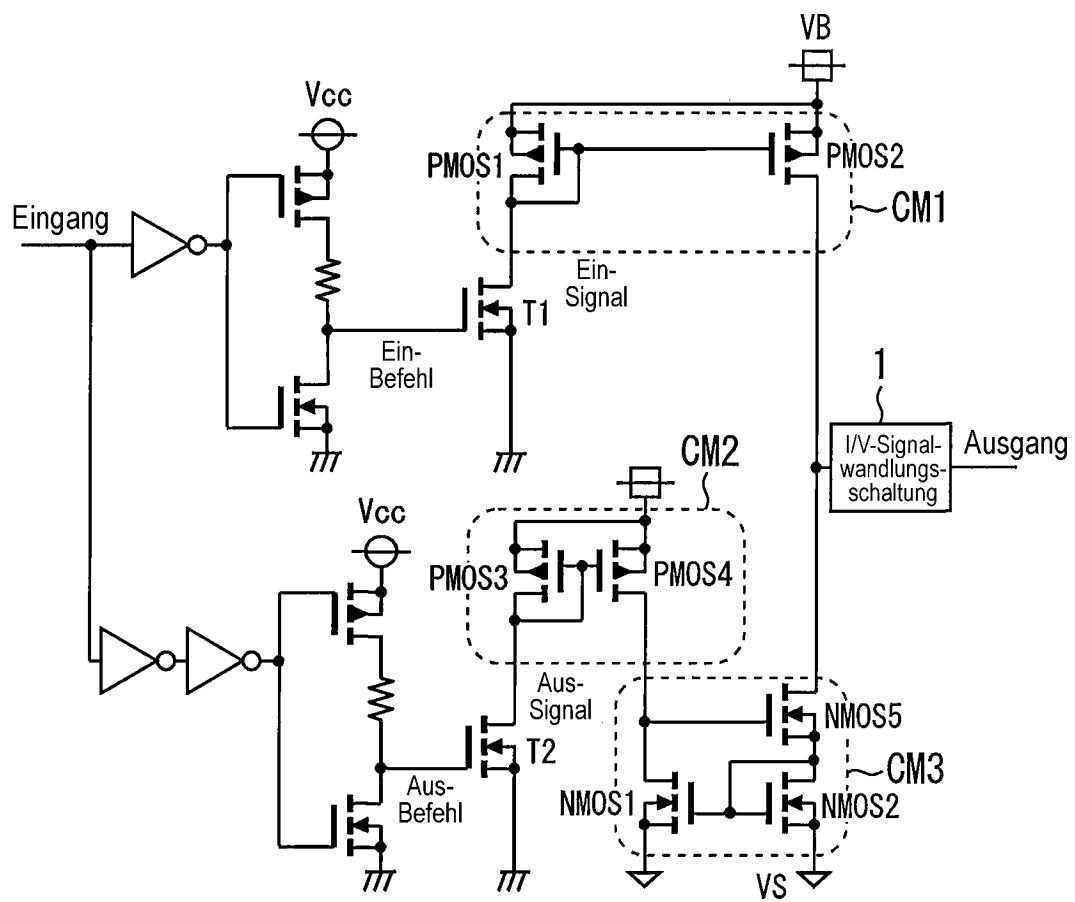 VB
Vcc
PMOS1
PMOS2
CM1
Eingang
Ein-
Signal
T1
Ein-
Befehl
1
I/V-Signal-
wandlungs-
schaltung
Ausgang
CM2
Vcc
PMOS3
PMOS4
Aus-
Signal
T2
Aus-
Befehl
NMOS5
CM3
NMOS1
NMOS2
VS